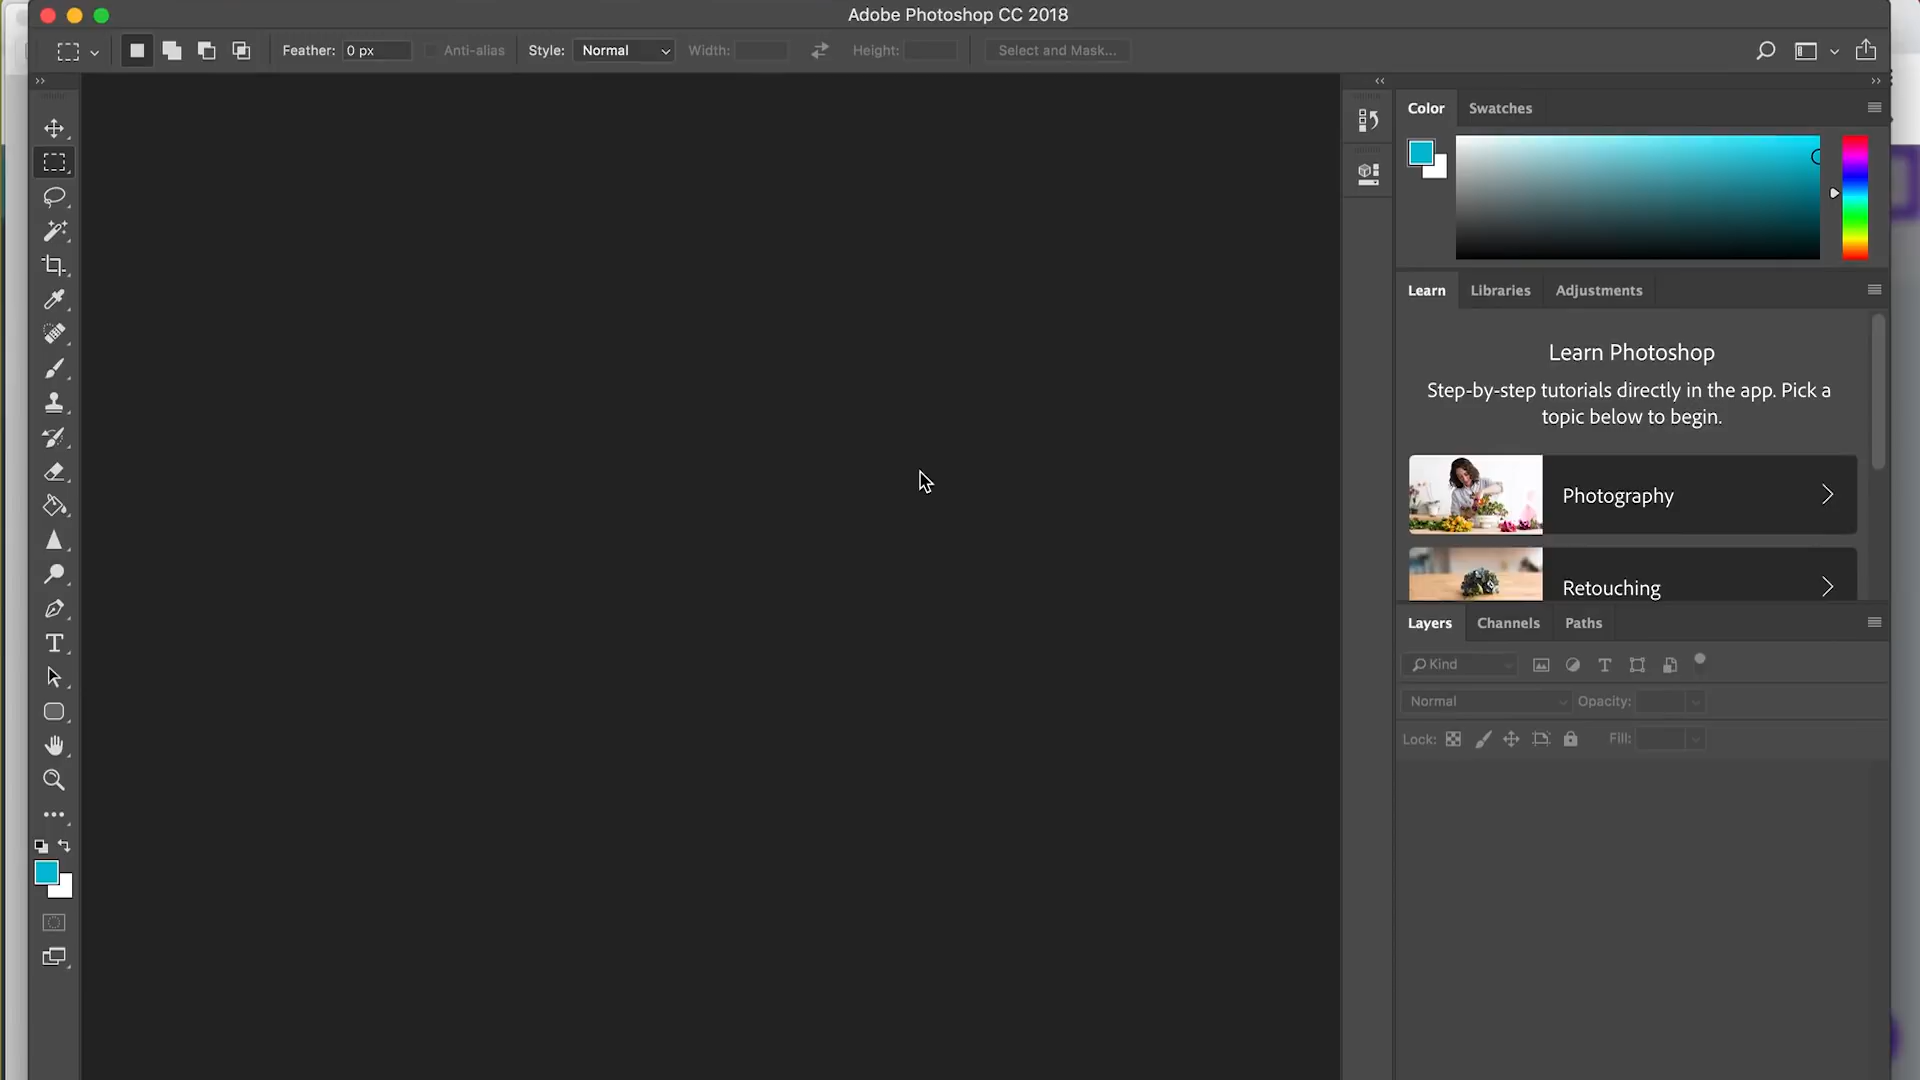 Adobe Photoshop CC 2018
Feather: 0 px Anti-alias Style: Normal Width: Height: Select and Mask...
Color Swatches
Learn Libraries Adjustments
Learn Photoshop
Step-by-step tutorials directly in the app. Pick a
topic below to begin.
Photography
Retouching
Layers Channels Paths
Kind
Normal Opacity:
Lock: Fill: